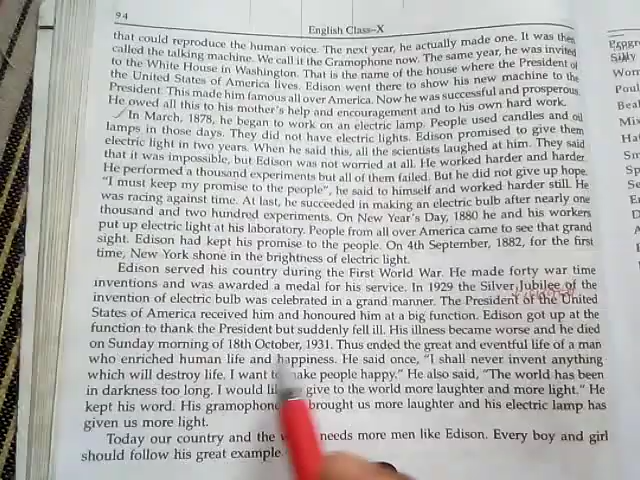 94
English Class–X
that could reproduce the human voice. The next year, he actually made one. It was then
called the talking machine. We call it the Gramophone now. The same year, he was invited
to the White House in Washington. That is the name of the house where the President of
the United States of America lives. Edison went there to show his new machine to the
President. This made him famous all over America. Now he was successful and prosperous.
He owed all this to his mother's help and encouragement and to his own hard work.
In March, 1878, he began to work on an electric lamp. People used candles and oil
lamps in those days. They did not have electric lights. Edison promised to give them
electric light in two years. When he said this, all the scientists laughed at him. They said
that it was impossible, but Edison was not worried at all. He worked harder and harder.
He performed a thousand experiments but all of them failed. But he did not give up hope.
"I must keep my promise to the people", he said to himself and worked harder still. He
was racing against time. At last, he succeeded in making an electric bulb after nearly one
thousand and two hundred experiments. On New Year's Day, 1880 he and his workers
put up electric light at his laboratory. People from all over America came to see that grand
sight. Edison had kept his promise to the people. On 4th September, 1882, for the first
time, New York shone in the brightness of electric light.
Edison served his country during the First World War. He made forty war time
inventions and was awarded a medal for his service. In 1929 the Silver Jubilee of the
invention of electric bulb was celebrated in a grand manner. The President of the United
States of America received him and honoured him at a big function. Edison got up at the
function to thank the President but suddenly fell ill. His illness became worse and he died
on Sunday morning of 18th October, 1931. Thus ended the great and eventful life of a man
who enriched human life and happiness. He said once, "I shall never invent anything
which will destroy life. I want to make people happy." He also said, "The world has been
in darkness too long. I would give to the world more laughter and more light." He
kept his word. His gramophone brought us more laughter and his electric lamp has
given us more light.
Today our country and the needs more men like Edison. Every boy and girl
should follow his great example